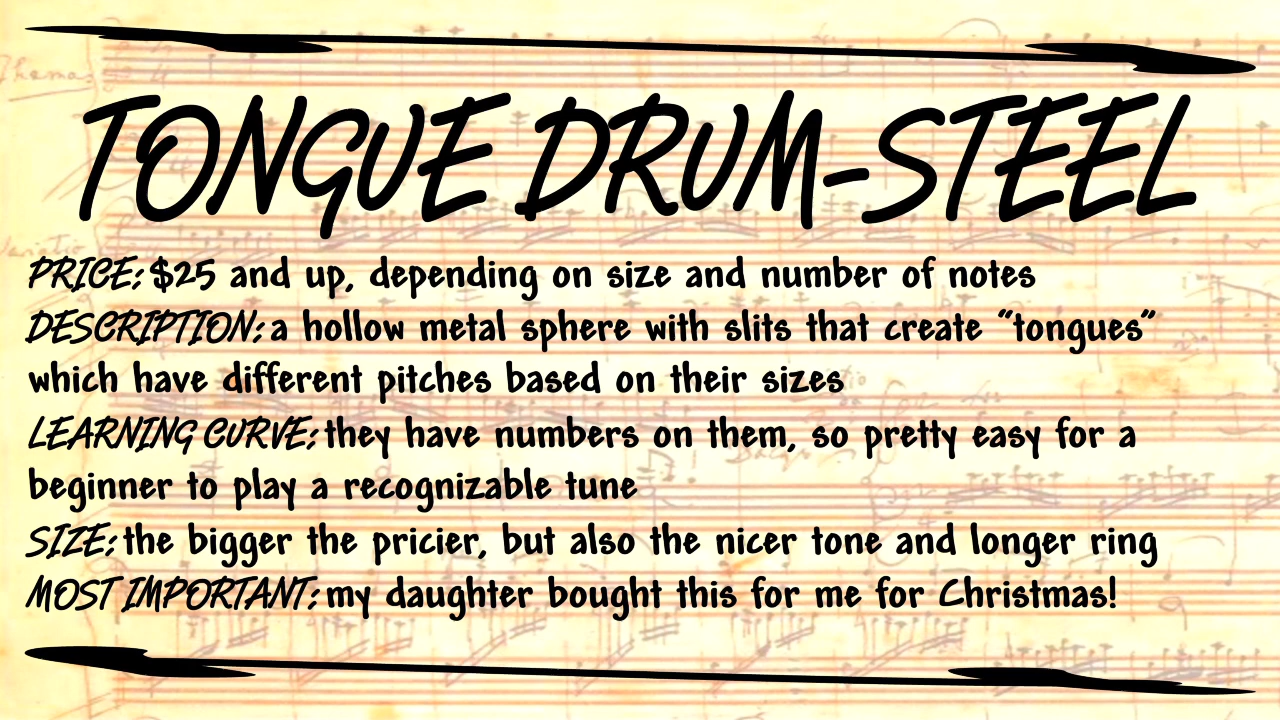 Thomas
TONGUE DRUM-STEEL
PRICE: $25 and up, depending on size and number of notes
DESCRIPTION: a hollow metal sphere with slits that create "tongues"
which have different pitches based on their sizes
LEARNING CURVE: they have numbers on them, so pretty easy for a
beginner to play a recognizable tune
SIZE: the bigger the pricier, but also the nicer tone and longer ring
MOST IMPORTANT: my daughter bought this for me for Christmas!